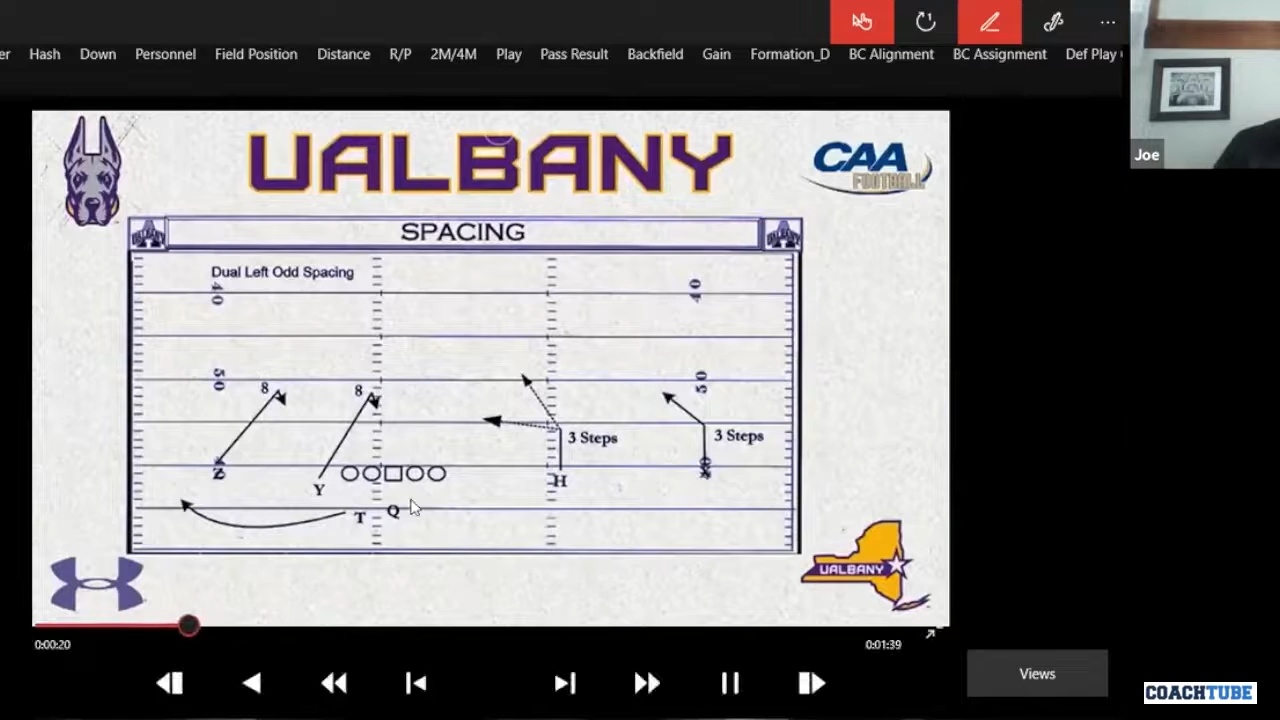 er Hash Down Personnel Field Position Distance R/P 2M/4M Play Pass Result Backfield Gain Formation_D BC Alignment BC Assignment Def Play
Joe
UALBANY
CAA
FOOTBALL
SPACING
Dual Left Odd Spacing
40 40
50 50
8 8
3 Steps 3 Steps
Z Y H X
T Q
UALBANY
0:00:20 0:01:39
Views
COACHTUBE